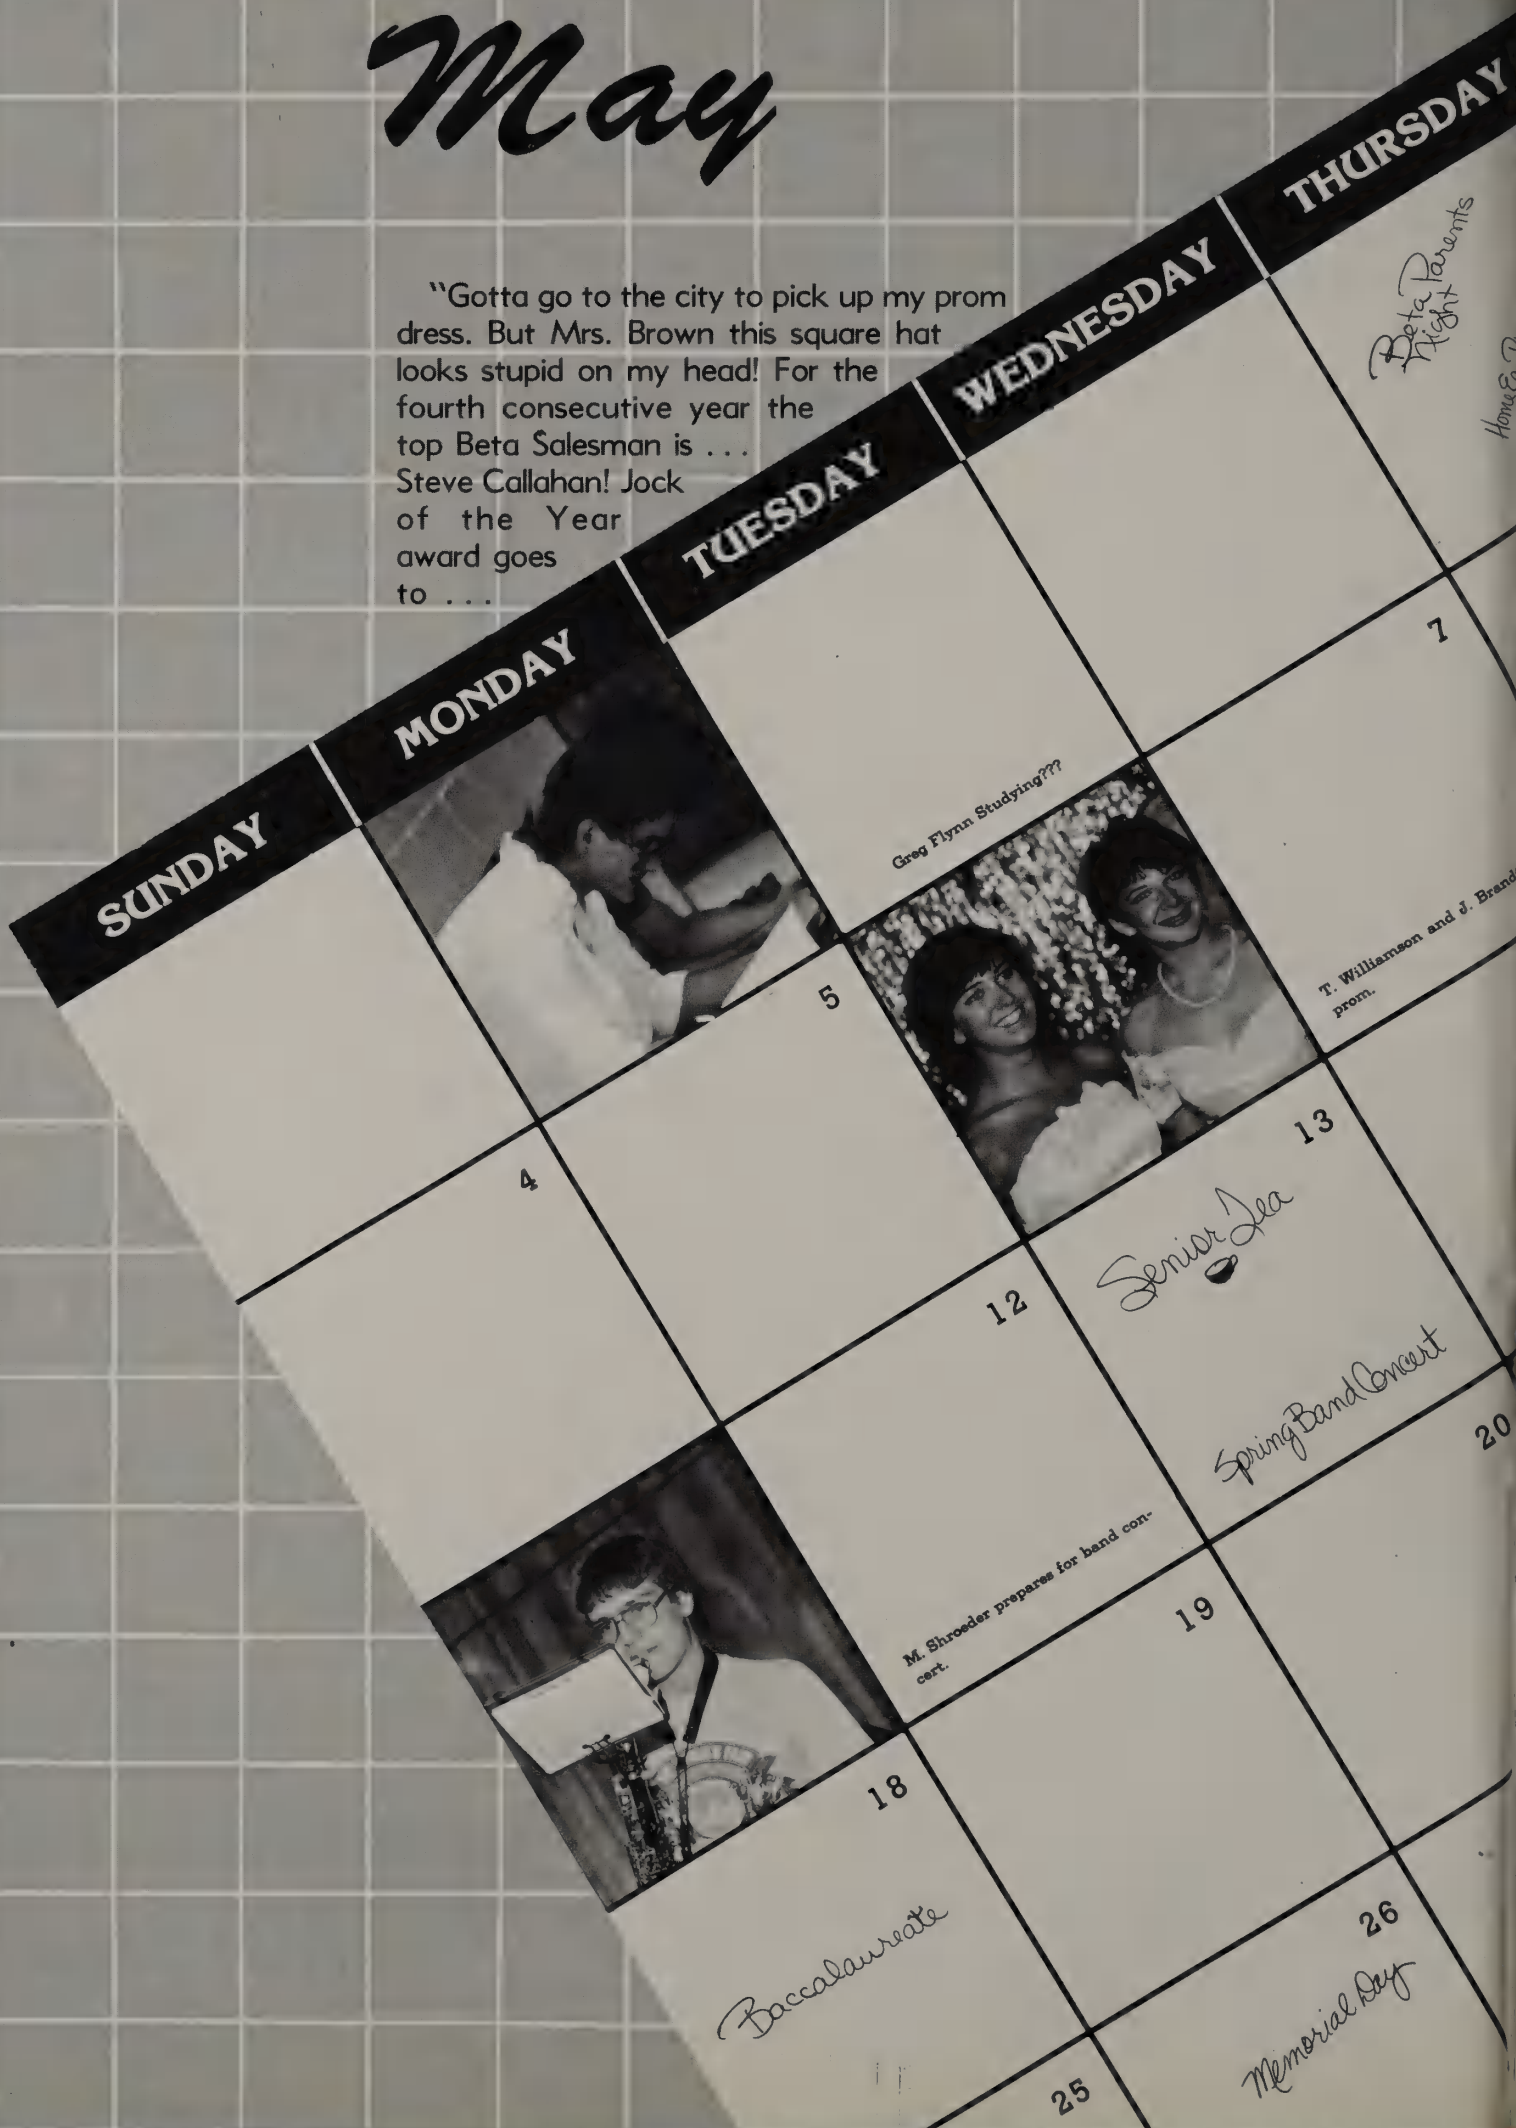 May
"Gotta go to the city to pick up my prom
dress. But Mrs. Brown this square hat
looks stupid on my head! For the
fourth consecutive year the
top Beta Salesman is ...
Steve Callahan! Jock
of the Year
award goes
to ...
SUNDAY
MONDAY
TUESDAY
WEDNESDAY
THURSDAY
Beta Parents
Night
Greg Flynn Studying???
4
5
7
T. Williamson and J.
prom.
12
13
Senior Tea
Spring Band Concert
M. Shroeder prepares for band con-
cert.
18
Baccalaureate
19
20
25
26
Memorial Day